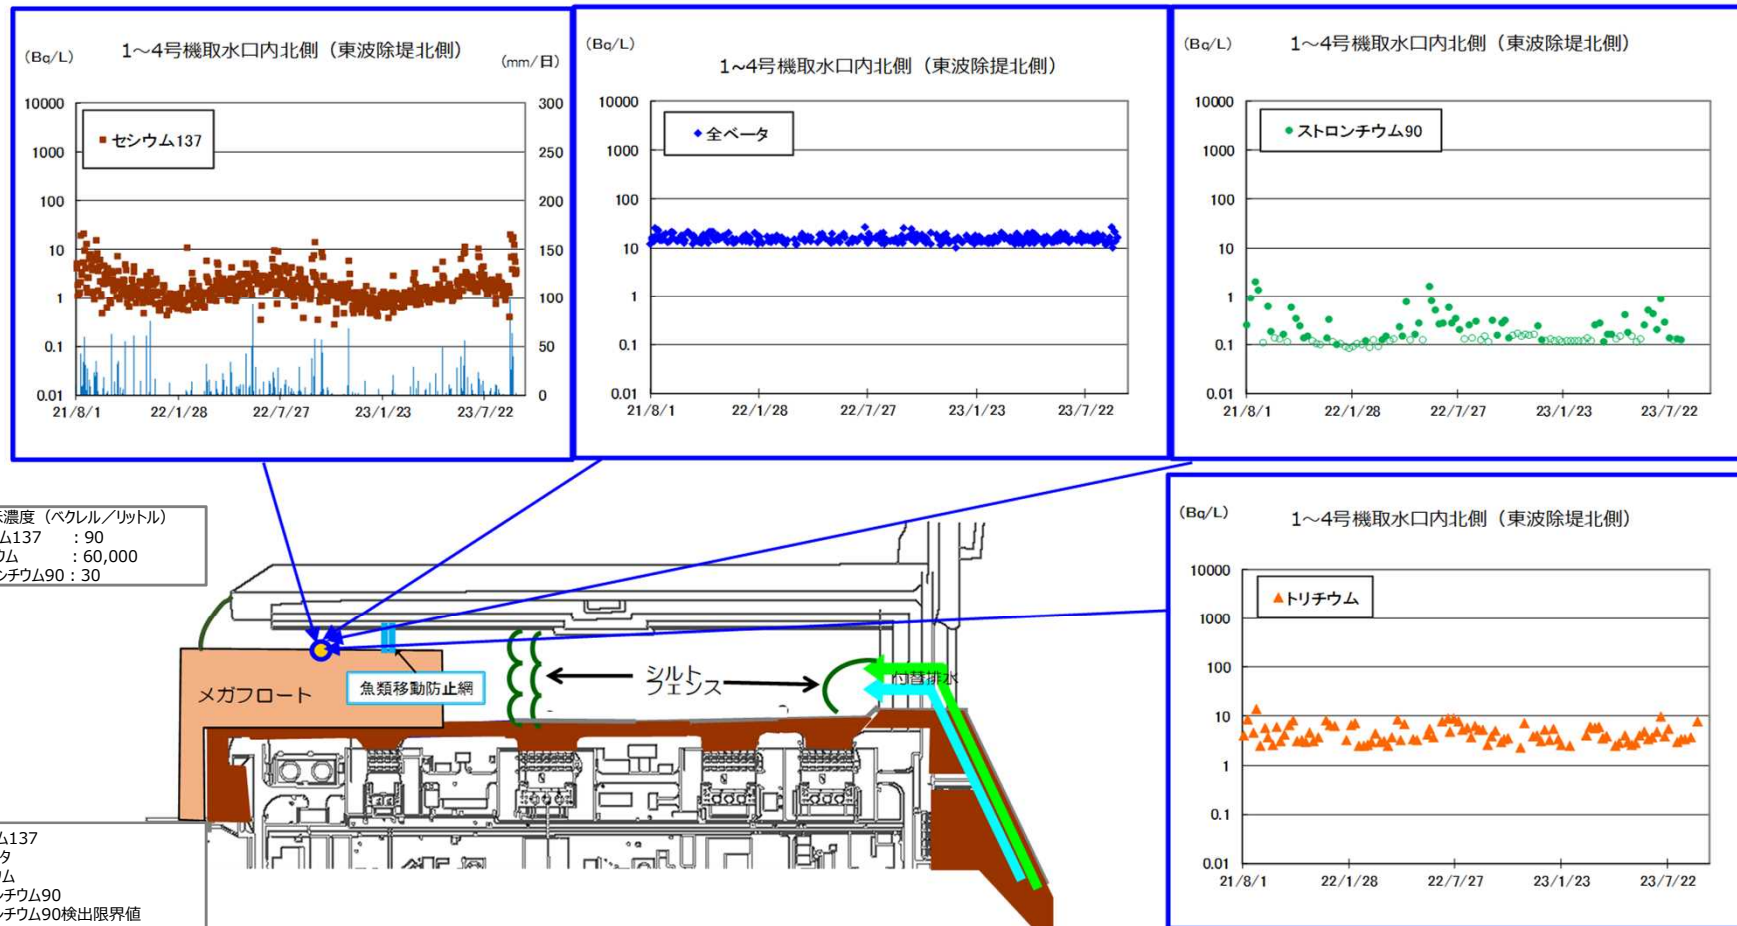 (Bq/L)
1～4号機取水口内北側（東波除堤北側）
(mm/日)
10000
1000
100
10
1
0.1
0.01
300
250
200
150
100
50
0
セシウム137
21/8/1
22/1/28
22/7/27
23/1/23
23/7/22
(Bq/L)
1~4号機取水口内北側（東波除提北側）
10000
1000
100
10
1
0.1
0.01
全ベータ
21/8/1
22/1/28
22/7/27
23/1/23
23/7/22
(Bq/L)
1～4号機取水口内北側（東波除堤北側）
10000
1000
100
10
1
0.1
0.01
ストロンチウム90
21/8/1
22/1/28
22/7/27
23/1/23
23/7/22
濃度（ベクレル／リットル）
ム137 : 90
ウム : 60,000
ンチウム90 : 30
メガフロート
魚類移動防止網
シルト
フェンス
付替排水
(Bq/L)
1～4号機取水口内北側（東波除堤北側）
10000
1000
100
10
1
0.1
0.01
トリチウム
21/8/1
22/1/28
22/7/27
23/1/23
23/7/22
ム137
タ
ウム
ンチウム90
ンチウム90検出限界値